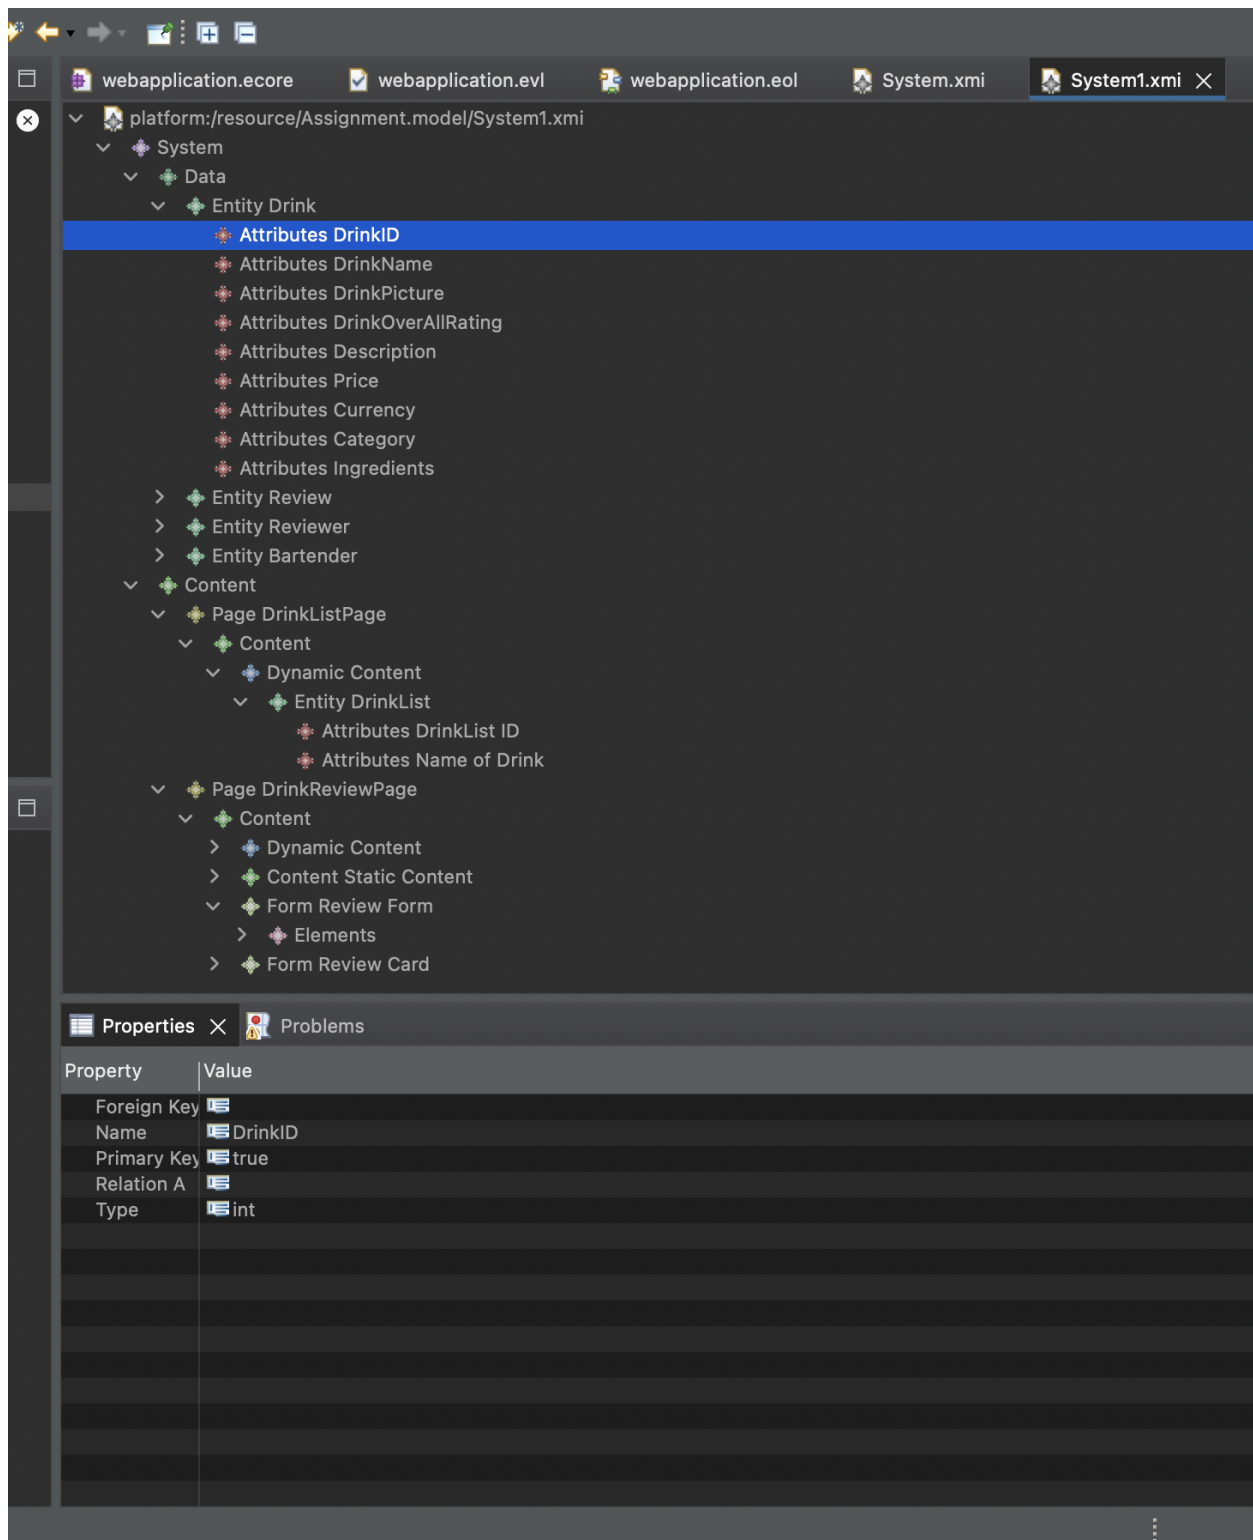 webapplication.ecore webapplication.evl webapplication.eol System.xmi System1.xmi
platform:/resource/Assignment.model/System1.xmi
System
Data
Entity Drink
Attributes DrinkID
Attributes DrinkName
Attributes DrinkPicture
Attributes DrinkOverAllRating
Attributes Description
Attributes Price
Attributes Currency
Attributes Category
Attributes Ingredients
Entity Review
Entity Reviewer
Entity Bartender
Content
Page DrinkListPage
Content
Dynamic Content
Entity DrinkList
Attributes DrinkList ID
Attributes Name of Drink
Page DrinkReviewPage
Content
Dynamic Content
Content Static Content
Form Review Form
Elements
Form Review Card
Properties Problems
Property Value
Foreign Key
Name DrinkID
Primary Key true
Relation A
Type int